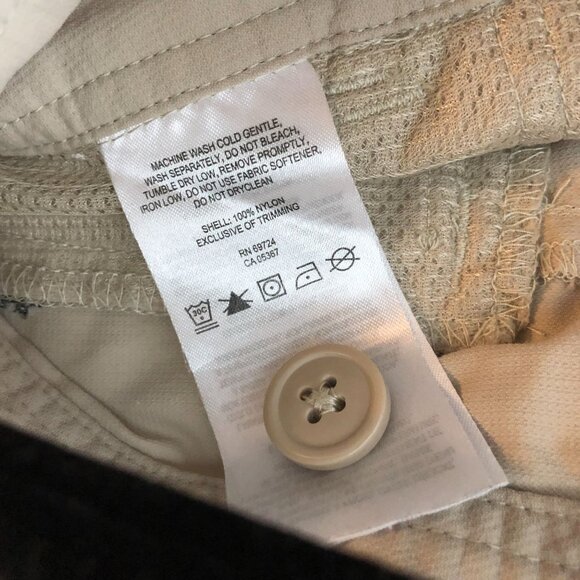 MACHINE WASH COLD GENTLE,
WASH SEPARATELY, DO NOT BLEACH,
TUMBLE DRY LOW, REMOVE PROMPTLY,
IRON LOW, DO NOT USE FABRIC SOFTENER.
DO NOT DRYCLEAN
SHELL: 100% NYLON
EXCLUSIVE OF TRIMMING
RN 69724
CA 05367
30C